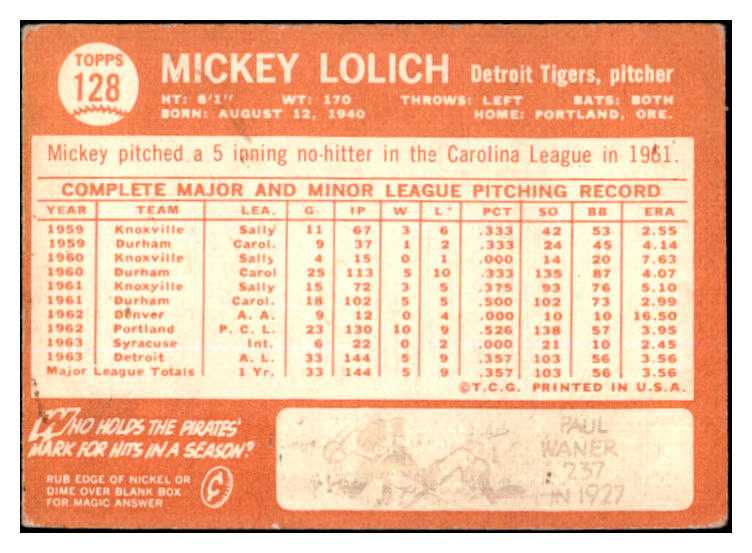 TOPPS
128
MICKEY LOLICH Detroit Tigers, pitcher
HT: 6'1" WT: 170 THROWS: LEFT BATS: BOTH
BORN: AUGUST 12, 1940 HOME: PORTLAND, ORE.
Mickey pitched a 5 inning no-hitter in the Carolina League in 1961.
COMPLETE MAJOR AND MINOR LEAGUE PITCHING RECORD
YEAR TEAM LEA. G IP W L PCT SO BB ERA
1959 Knoxville Sally 11 67 3 6 .333 42 53 2.55
1959 Durham Carol. 9 37 1 2 .333 24 45 4.14
1960 Knoxville Sally 4 15 0 1 .000 14 20 7.63
1960 Durham Carol 25 113 5 10 .333 135 87 4.07
1961 Knoxville Sally 15 72 3 5 .375 93 76 5.10
1961 Durham Carol. 18 102 5 5 .500 102 73 2.99
1962 Denver A. A. 9 12 0 4 .000 11 10 16.50
1962 Portland P. C. L. 23 130 10 9 .526 138 57 3.95
1963 Syracuse Int. 6 22 0 2 .000 21 10 2.45
1963 Detroit A. L. 33 144 5 9 .357 103 56 3.56
Major League Totals 1 Yr. 33 144 5 9 .357 103 56 3.56
©T.C.G. PRINTED IN U.S.A.
WHO HOLDS THE PIRATES'
MARK FOR HITS IN A SEASON?
RUB EDGE OF NICKEL OR
DIME OVER BLANK BOX
FOR MAGIC ANSWER
PAUL
WANER
237
IN 1927